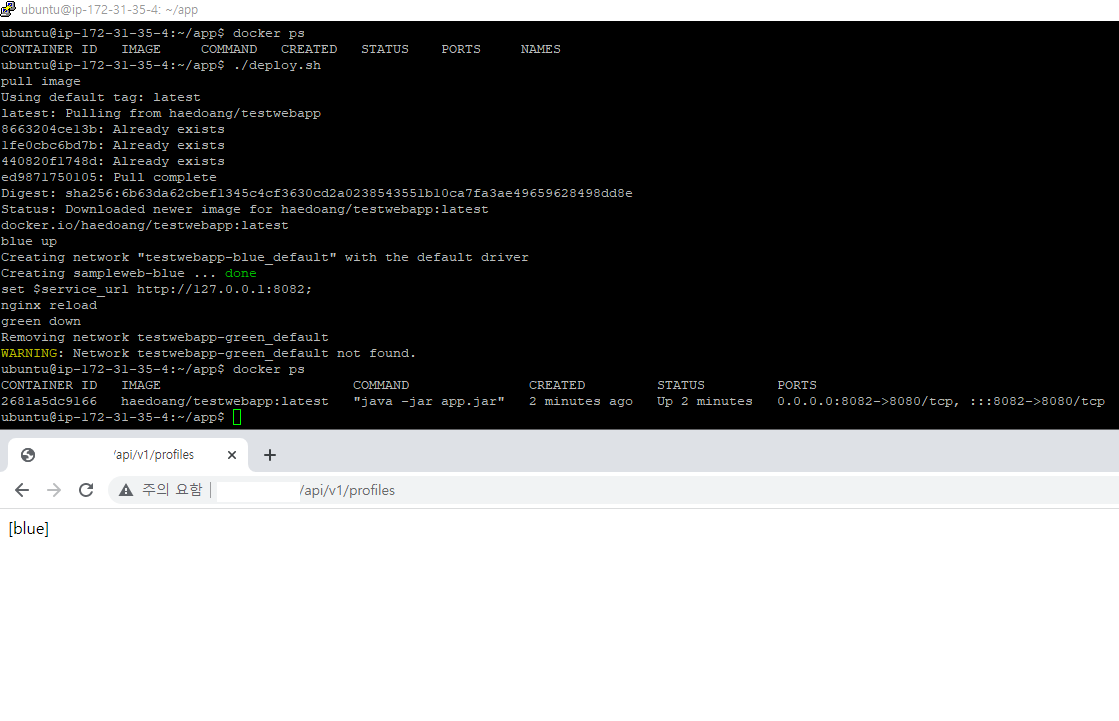 ubuntu@ip-172-31-35-4: ~/app
ubuntu@ip-172-31-35-4:~/app$ docker ps
CONTAINER ID   IMAGE     COMMAND   CREATED   STATUS    PORTS     NAMES
ubuntu@ip-172-31-35-4:~/app$ ./deploy.sh
pull image
Using default tag: latest
latest: Pulling from haedoang/testwebapp
8663204ce13b: Already exists
1fe0cbc6bd7b: Already exists
440820f1748d: Already exists
ed9871750105: Pull complete
Digest: sha256:6b63da62cbef1345c4cf3630cd2a0238543551b10ca7fa3ae49659628498dd8e
Status: Downloaded newer image for haedoang/testwebapp:latest
docker.io/haedoang/testwebapp:latest
blue up
Creating network "testwebapp-blue_default" with the default driver
Creating sampleweb-blue ... done
set $service_url http://127.0.0.1:8082;
nginx reload
green down
Removing network testwebapp-green_default
WARNING: Network testwebapp-green_default not found.
ubuntu@ip-172-31-35-4:~/app$ docker ps
CONTAINER ID   IMAGE                        COMMAND               CREATED         STATUS         PORTS
2681a5dc9166   haedoang/testwebapp:latest   "java -jar app.jar"   2 minutes ago   Up 2 minutes   0.0.0.0:8082->8080/tcp, :::8082->8080/tcp
ubuntu@ip-172-31-35-4:~/app$
/api/v1/profiles
주의 요함 | /api/v1/profiles
[blue]